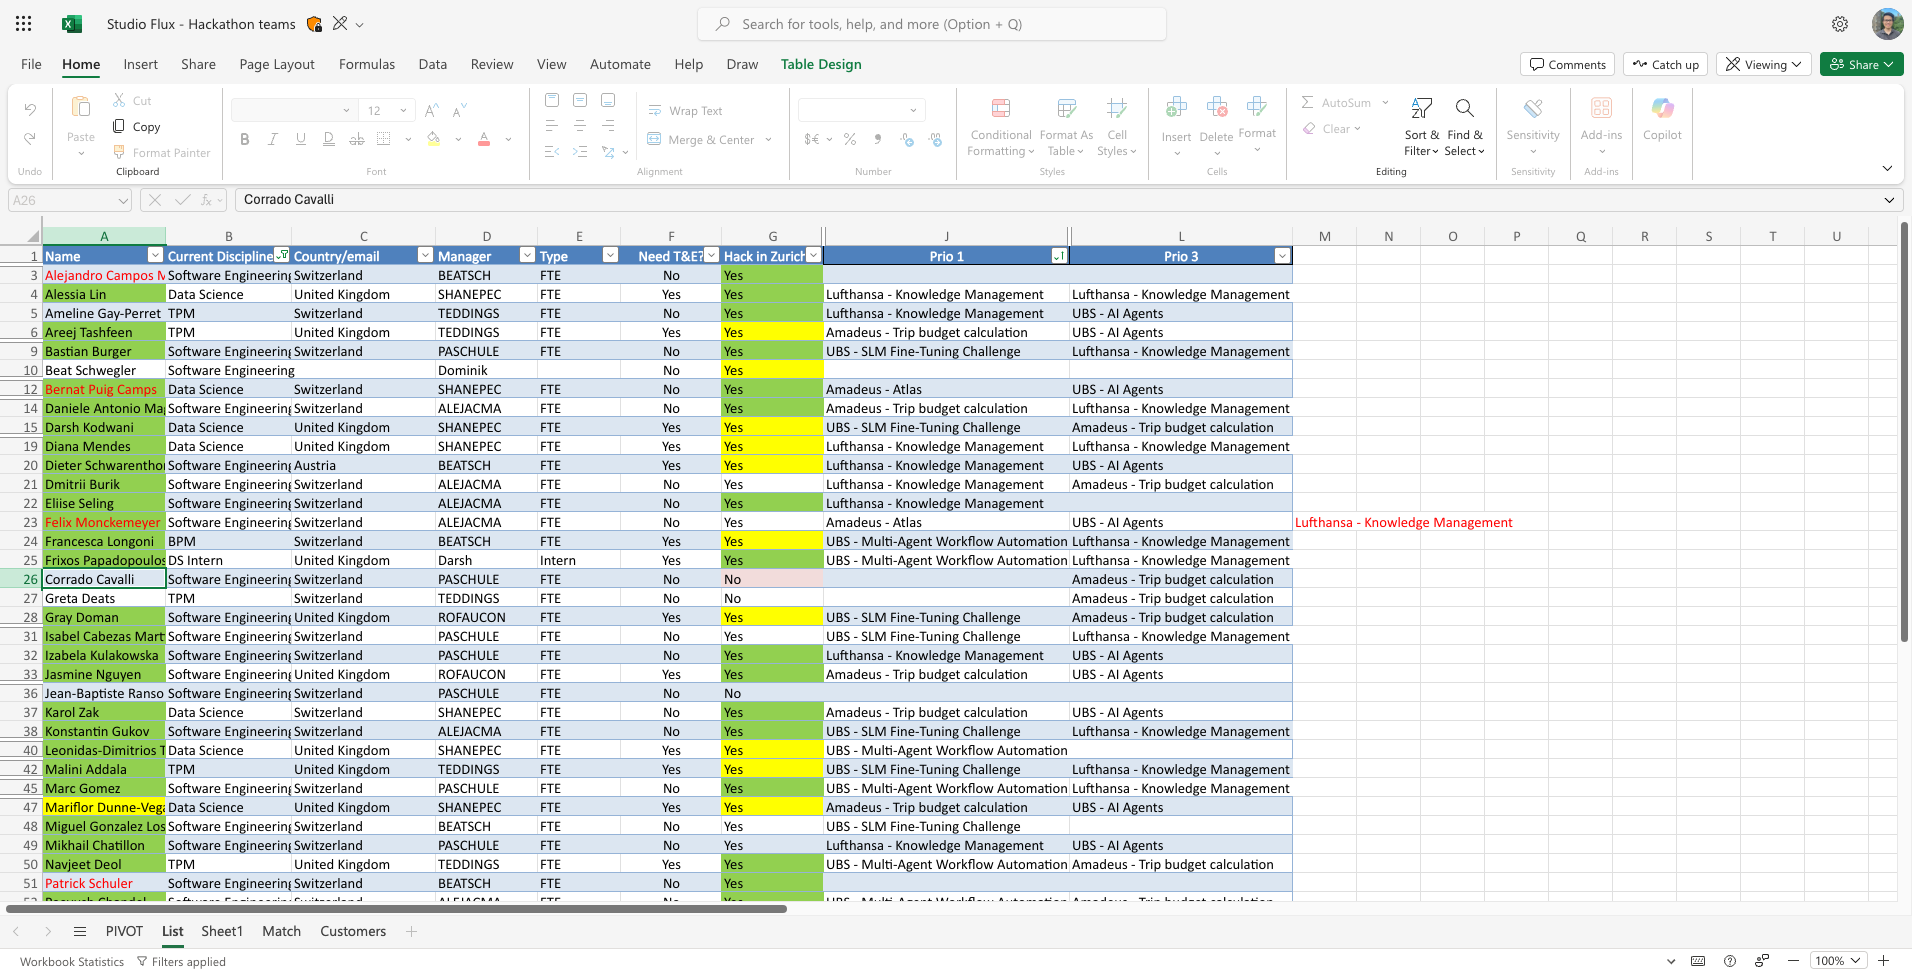 Studio Flux - Hackathon teams
Search for tools, help, and more (Option + Q)
File Home Insert Share Page Layout Formulas Data Review View Automate Help Draw Table Design
Comments Catch up Viewing Share
Cut
Copy
Paste
Format Painter
12
Wrap Text
Merge & Center
Conditional Formatting
Format As Table
Cell Styles
Insert Delete Format
AutoSum
Clear
Sort & Filter
Find & Select
Sensitivity
Add-ins
Copilot
Undo Clipboard Font Alignment Number Styles Cells Editing Sensitivity Add-ins
A26 fx Corrado Cavalli
A B C D E F G J L M N O P Q R S T U
1 Name Current Discipline Country/email Manager Type Need T&E? Hack in Zurich Prio 1 Prio 3
3 Alejandro Campos M Software Engineering Switzerland BEATSCH FTE No Yes
4 Alessia Lin Data Science United Kingdom SHANEPEC FTE Yes Yes Lufthansa - Knowledge Management Lufthansa - Knowledge Management
5 Ameline Gay-Perret TPM Switzerland TEDDINGS FTE No Yes Lufthansa - Knowledge Management UBS - AI Agents
6 Areej Tashfeen TPM United Kingdom TEDDINGS FTE Yes Yes Amadeus - Trip budget calculation UBS - AI Agents
9 Bastian Burger Software Engineering Switzerland PASCHULE FTE No Yes UBS - SLM Fine-Tuning Challenge Lufthansa - Knowledge Management
10 Beat Schwegler Software Engineering Dominik No Yes
12 Bernat Puig Camps Data Science Switzerland SHANEPEC FTE No Yes Amadeus - Atlas UBS - AI Agents
14 Daniele Antonio Ma Software Engineering Switzerland ALEJACMA FTE No Yes Amadeus - Trip budget calculation Lufthansa - Knowledge Management
15 Darsh Kodwani Data Science United Kingdom SHANEPEC FTE Yes Yes UBS - SLM Fine-Tuning Challenge Amadeus - Trip budget calculation
19 Diana Mendes Data Science United Kingdom SHANEPEC FTE Yes Yes Lufthansa - Knowledge Management Lufthansa - Knowledge Management
20 Dieter Schwarentho Software Engineering Austria BEATSCH FTE Yes Yes Lufthansa - Knowledge Management UBS - AI Agents
21 Dmitrii Burik Software Engineering Switzerland ALEJACMA FTE No Yes Lufthansa - Knowledge Management Amadeus - Trip budget calculation
22 Eliise Seling Software Engineering Switzerland ALEJACMA FTE No Yes Lufthansa - Knowledge Management
23 Felix Monckemeyer Software Engineering Switzerland ALEJACMA FTE No Yes Amadeus - Atlas UBS - AI Agents Lufthansa - Knowledge Management
24 Francesca Longoni BPM Switzerland BEATSCH FTE Yes Yes UBS - Multi-Agent Workflow Automation Lufthansa - Knowledge Management
25 Frixos Papadopoulos DS Intern United Kingdom Darsh Intern Yes Yes UBS - Multi-Agent Workflow Automation Lufthansa - Knowledge Management
26 Corrado Cavalli Software Engineering Switzerland PASCHULE FTE No No Amadeus - Trip budget calculation
27 Greta Deats TPM Switzerland TEDDINGS FTE No No Amadeus - Trip budget calculation
28 Gray Doman Software Engineering Switzerland ROFAUCON FTE Yes Yes UBS - SLM Fine-Tuning Challenge Amadeus - Trip budget calculation
31 Isabel Cabezas Mart Software Engineering Switzerland PASCHULE FTE No Yes UBS - SLM Fine-Tuning Challenge Lufthansa - Knowledge Management
32 Izabela Kulakowska Software Engineering Switzerland PASCHULE FTE No Yes Lufthansa - Knowledge Management UBS - AI Agents
33 Jasmine Nguyen Software Engineering United Kingdom ROFAUCON FTE Yes Yes Amadeus - Trip budget calculation UBS - AI Agents
36 Jean-Baptiste Ranso Software Engineering Switzerland PASCHULE FTE No No
37 Karol Zak Data Science Switzerland SHANEPEC FTE No Yes Amadeus - Trip budget calculation UBS - AI Agents
38 Konstantin Gukov Software Engineering Switzerland ALEJACMA FTE No Yes UBS - SLM Fine-Tuning Challenge Lufthansa - Knowledge Management
40 Leonidas-Dimitrios T Data Science United Kingdom SHANEPEC FTE Yes Yes UBS - Multi-Agent Workflow Automation
42 Malini Addala TPM United Kingdom TEDDINGS FTE Yes Yes UBS - SLM Fine-Tuning Challenge Lufthansa - Knowledge Management
45 Marc Gomez Software Engineering Switzerland PASCHULE FTE No Yes UBS - Multi-Agent Workflow Automation Lufthansa - Knowledge Management
47 Mariflor Dunne-Vega Data Science United Kingdom SHANEPEC FTE Yes Yes Amadeus - Trip budget calculation UBS - AI Agents
48 Miguel Gonzalez Los Software Engineering Switzerland BEATSCH FTE No Yes UBS - SLM Fine-Tuning Challenge
49 Mikhail Chatillon Software Engineering Switzerland PASCHULE FTE No Yes Lufthansa - Knowledge Management UBS - AI Agents
50 Navjeet Deol TPM United Kingdom TEDDINGS FTE Yes Yes UBS - Multi-Agent Workflow Automation Amadeus - Trip budget calculation
51 Patrick Schuler Software Engineering Switzerland BEATSCH FTE No Yes
PIVOT List Sheet1 Match Customers
Workbook Statistics Filters applied 100%